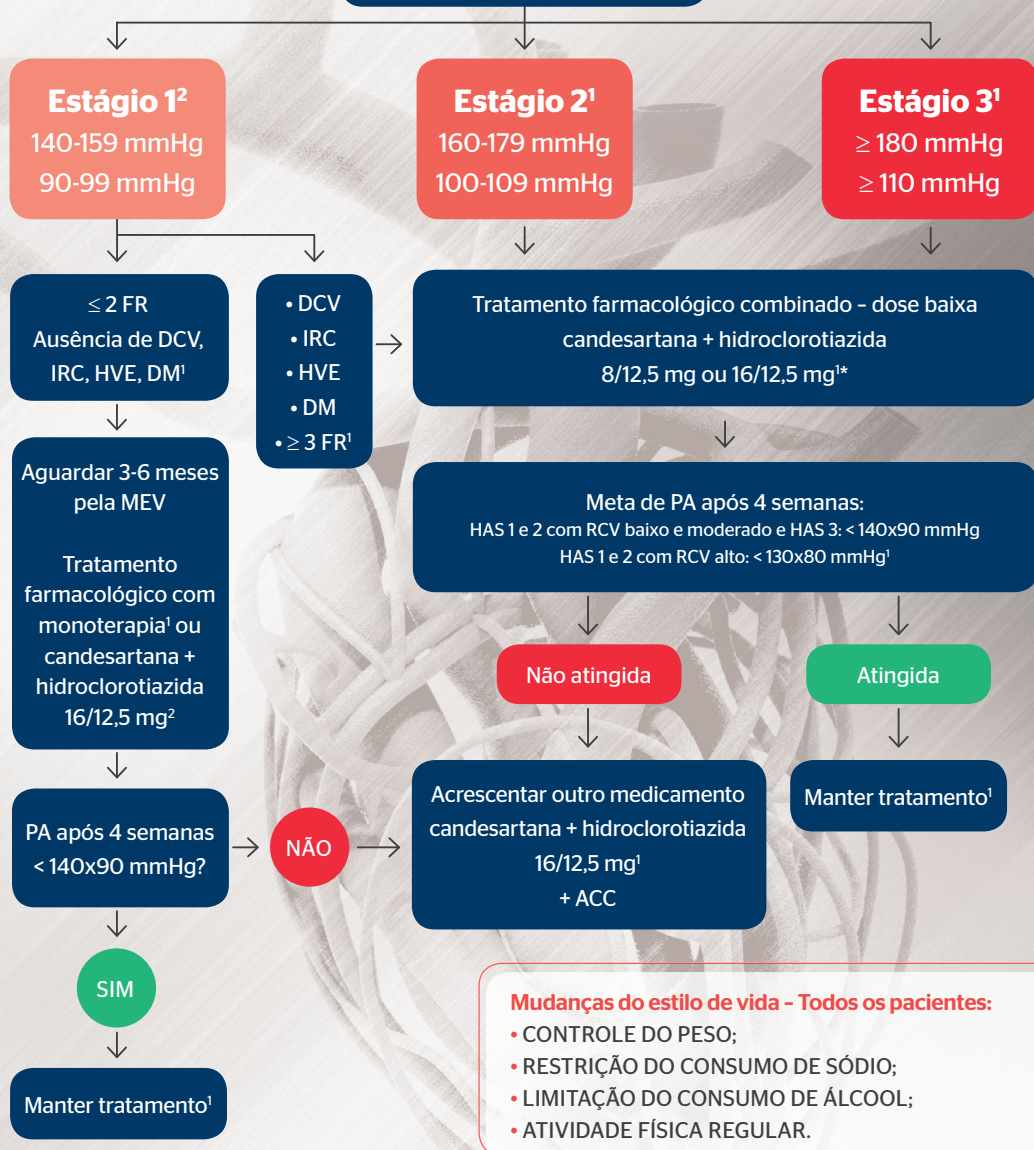 Estágio 1²
140-159 mmHg
90-99 mmHg
Estágio 2¹
160-179 mmHg
100-109 mmHg
Estágio 3¹
≥ 180 mmHg
≥ 110 mmHg
≤ 2 FR
Ausência de DCV,
IRC, HVE, DM¹
• DCV
• IRC
• HVE
• DM
• ≥ 3 FR¹
Tratamento farmacológico combinado – dose baixa
candesartana + hidroclorotiazida
8/12,5 mg ou 16/12,5 mg¹*
Aguardar 3-6 meses
pela MEV
Tratamento
farmacológico com
monoterapia¹ ou
candesartana +
hidroclorotiazida
16/12,5 mg²
Meta de PA após 4 semanas:
HAS 1 e 2 com RCV baixo e moderado e HAS 3: < 140x90 mmHg
HAS 1 e 2 com RCV alto: < 130x80 mmHg¹
Não atingida
Atingida
PA após 4 semanas
< 140x90 mmHg?
NÃO
Acrescentar outro medicamento
candesartana + hidroclorotiazida
16/12,5 mg¹
+ ACC
Manter tratamento¹
SIM
Manter tratamento¹
Mudanças do estilo de vida – Todos os pacientes:
• CONTROLE DO PESO;
• RESTRIÇÃO DO CONSUMO DE SÓDIO;
• LIMITAÇÃO DO CONSUMO DE ÁLCOOL;
• ATIVIDADE FÍSICA REGULAR.